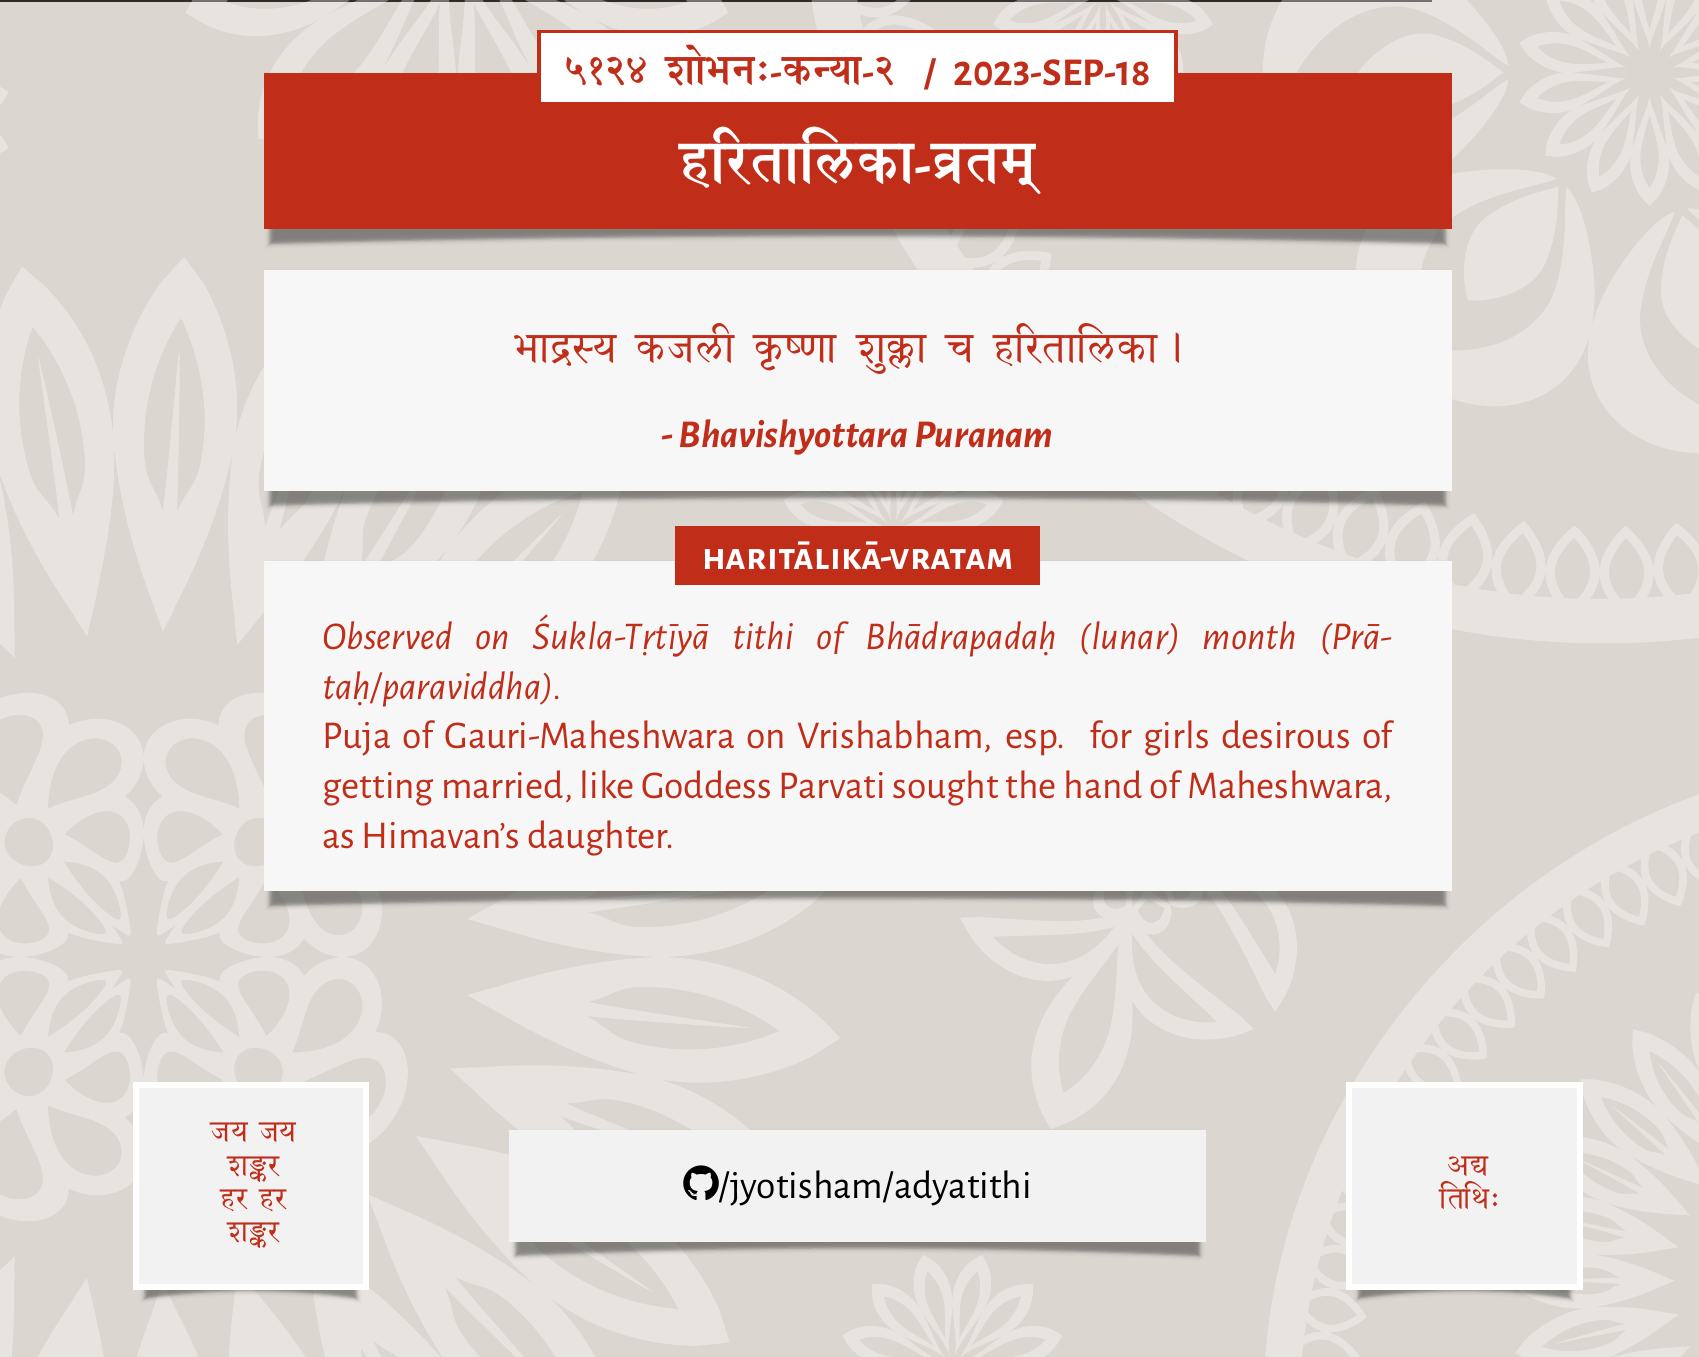 ५१२४ शोभनः-कन्या-२ / 2023-SEP-18
हरितालिका-व्रतम्
भाद्रस्य कजली कृष्णा शुक्ला च हरितालिका।
- Bhavishyottara Puranam
HARITĀLIKĀ-VRATAM
Observed on Śukla-Tṛtīyā tithi of Bhādrapadaḥ (lunar) month (Prā-
taḥ/paraviddha).
Puja of Gauri-Maheshwara on Vrishabham, esp. for girls desirous of
getting married, like Goddess Parvati sought the hand of Maheshwara,
as Himavan's daughter.
जय जय
शङ्कर
हर हर
शङ्कर
/jyotisham/adyatithi
अद्य
तिथिः